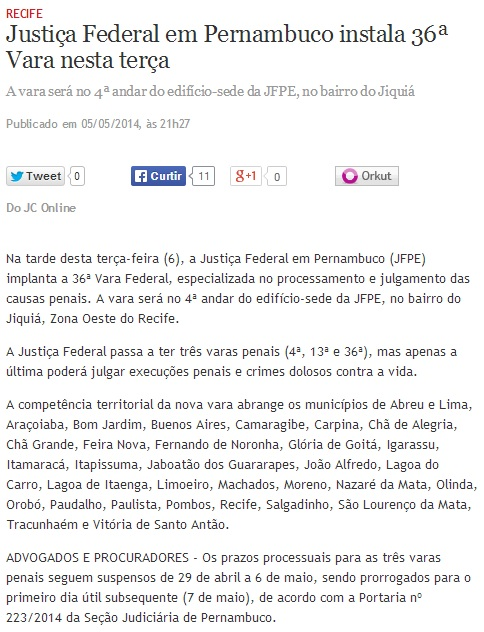 RECIFE
Justiça Federal em Pernambuco instala 36ª
Vara nesta terça
A vara será no 4ª andar do edifício-sede da JFPE, no bairro do Jiquiá
Publicado em 05/05/2014, às 21h27
Tweet 0 Curtir 11 g+1 0 Orkut
Do JC Online
Na tarde desta terça-feira (6), a Justiça Federal em Pernambuco (JFPE)
implanta a 36ª Vara Federal, especializada no processamento e julgamento das
causas penais. A vara será no 4ª andar do edifício-sede da JFPE, no bairro do
Jiquiá, Zona Oeste do Recife.
A Justiça Federal passa a ter três varas penais (4ª, 13ª e 36ª), mas apenas a
última poderá julgar execuções penais e crimes dolosos contra a vida.
A competência territorial da nova vara abrange os municípios de Abreu e Lima,
Araçoiaba, Bom Jardim, Buenos Aires, Camaragibe, Carpina, Chã de Alegria,
Chã Grande, Feira Nova, Fernando de Noronha, Glória de Goitá, Igarassu,
Itamaracá, Itapissuma, Jaboatão dos Guararapes, João Alfredo, Lagoa do
Carro, Lagoa de Itaenga, Limoeiro, Machados, Moreno, Nazaré da Mata, Olinda,
Orobó, Paudalho, Paulista, Pombos, Recife, Salgadinho, São Lourenço da Mata,
Tracunhaém e Vitória de Santo Antão.
ADVOGADOS E PROCURADORES - Os prazos processuais para as três varas
penais seguem suspensos de 29 de abril a 6 de maio, sendo prorrogados para o
primeiro dia útil subsequente (7 de maio), de acordo com a Portaria nº
223/2014 da Seção Judiciária de Pernambuco.